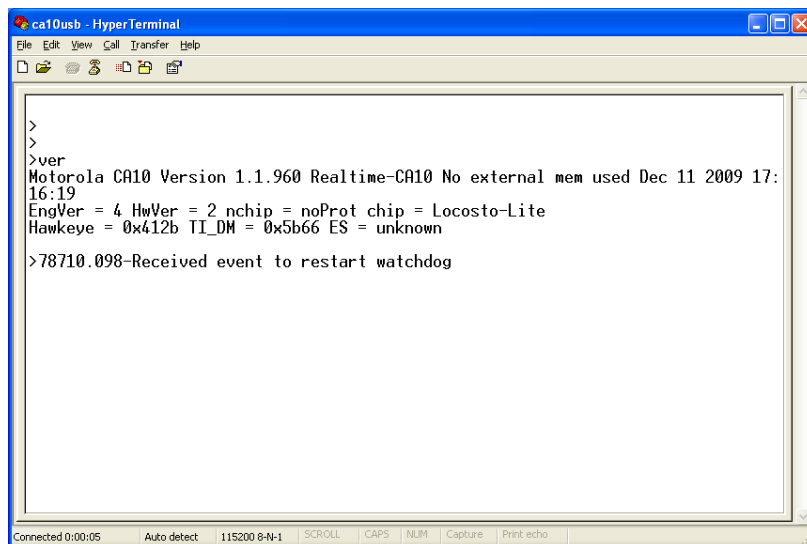 ca10usb - HyperTerminal
File Edit View Call Transfer Help
>
>
>ver
Motorola CA10 Version 1.1.960 Realtime-CA10 No external mem used Dec 11 2009 17:
16:19
EngVer = 4 HwVer = 2 nchip = noProt chip = Locosto-Lite
Hawkeye = 0x412b TI_DM = 0x5b66 ES = unknown
>78710.098-Received event to restart watchdog
Connected 0:00:05 Auto detect 115200 8-N-1 SCROLL CAPS NUM Capture Print echo